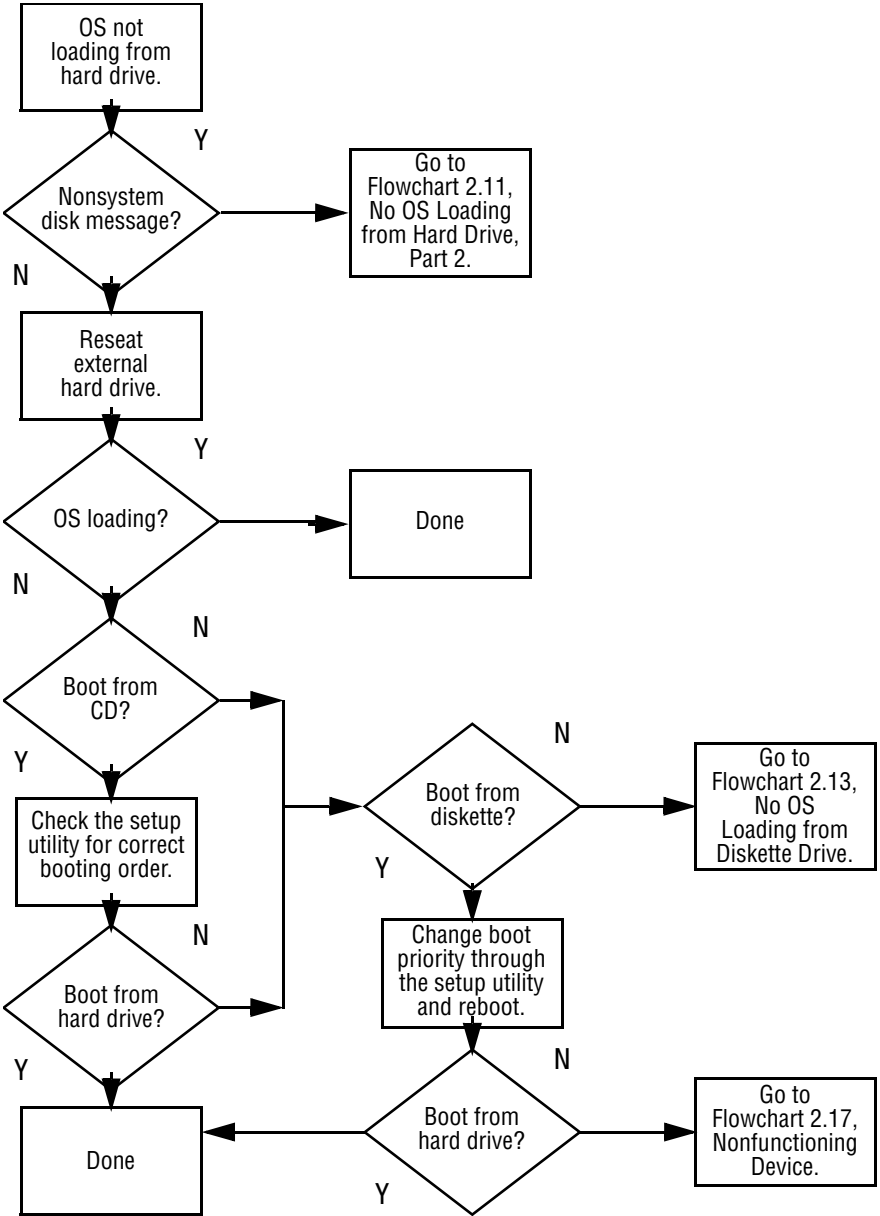 OS not
loading from
hard drive.
Y
Nonsystem
disk message?
Go to
Flowchart 2.11,
No OS Loading
from Hard Drive,
Part 2.
N
Reseat
external
hard drive.
Y
OS loading?
Done
N
N
Boot from
CD?
Y
Check the setup
utility for correct
booting order.
N
Boot from
hard drive?
Y
Done
N
Boot from
diskette?
Go to
Flowchart 2.13,
No OS
Loading from
Diskette Drive.
Y
Change boot
priority through
the setup utility
and reboot.
N
Boot from
hard drive?
Go to
Flowchart 2.17,
Nonfunctioning
Device.
Y